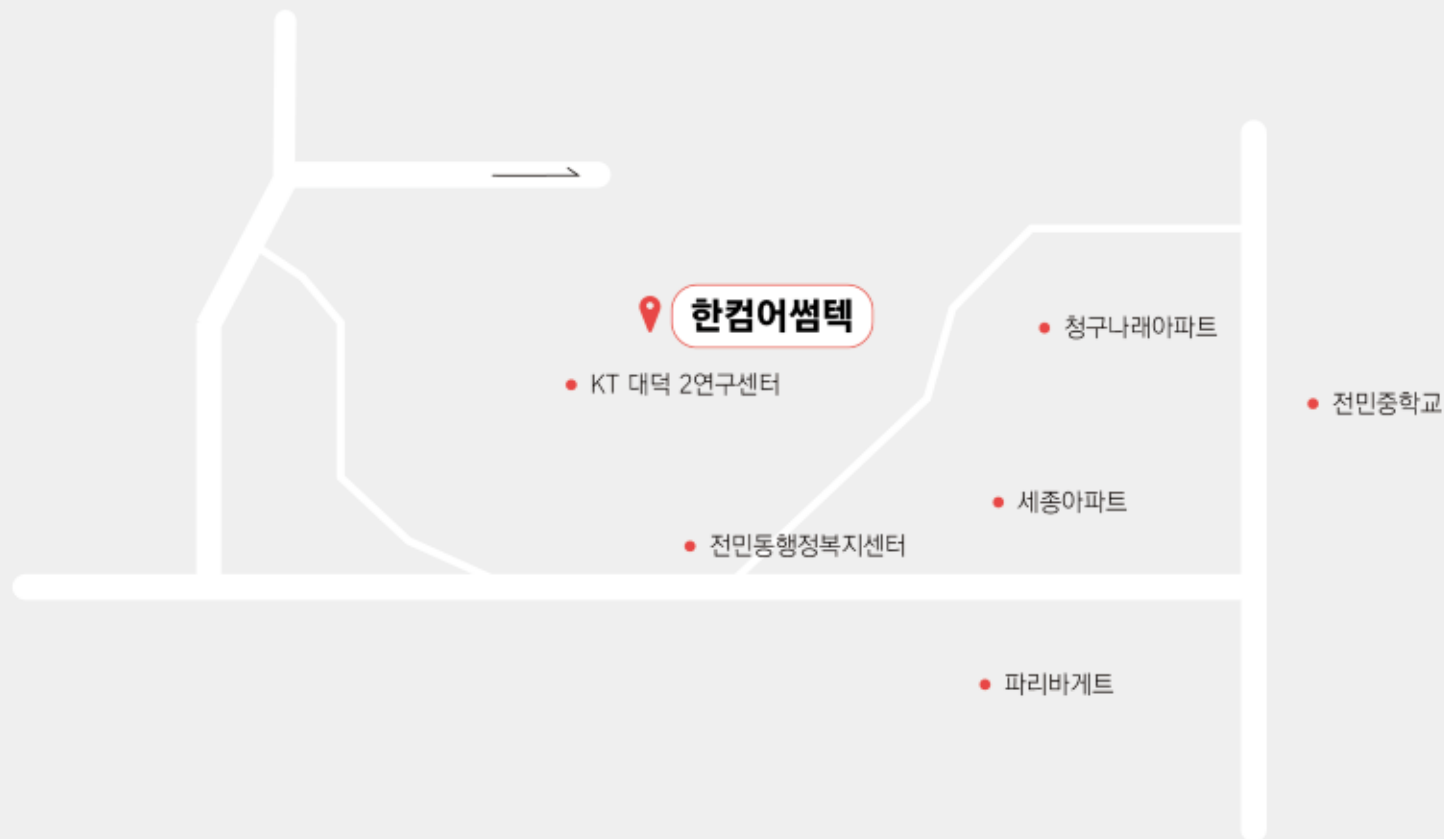 한컴어썸텍
청구나래아파트
KT 대덕 2연구센터
전민중학교
세종아파트
전민동행정복지센터
파리바게트